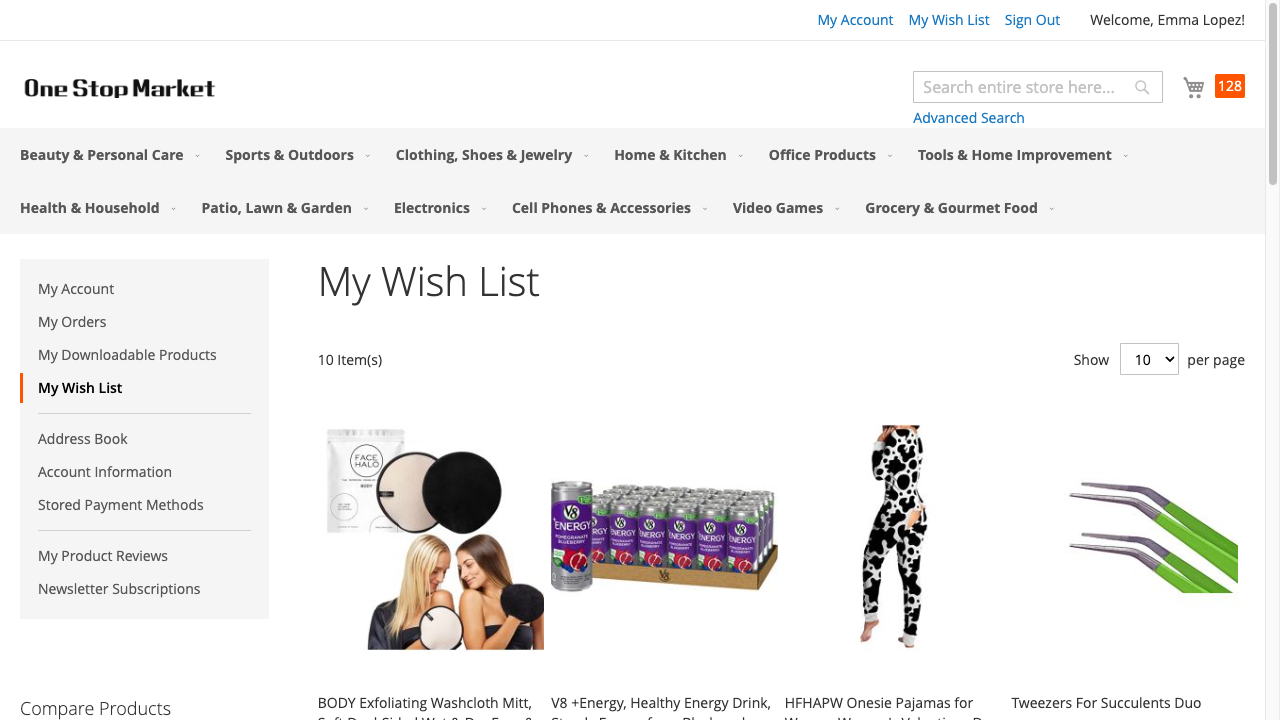 My Account My Wish List Sign Out Welcome, Emma Lopez!
One Stop Market
Search entire store here...
128
Advanced Search
Beauty & Personal Care Sports & Outdoors Clothing, Shoes & Jewelry Home & Kitchen Office Products Tools & Home Improvement
Health & Household Patio, Lawn & Garden Electronics Cell Phones & Accessories Video Games Grocery & Gourmet Food
My Account
My Orders
My Downloadable Products
My Wish List
Address Book
Account Information
Stored Payment Methods
My Product Reviews
Newsletter Subscriptions
Compare Products
My Wish List
10 Item(s)
Show 10 per page
FACE
HALO
BODY
V8
+ENERGY
POMEGRANATE
BLUEBERRY
BODY Exfoliating Washcloth Mitt,
V8 +Energy, Healthy Energy Drink,
HFHAPW Onesie Pajamas for
Tweezers For Succulents Duo